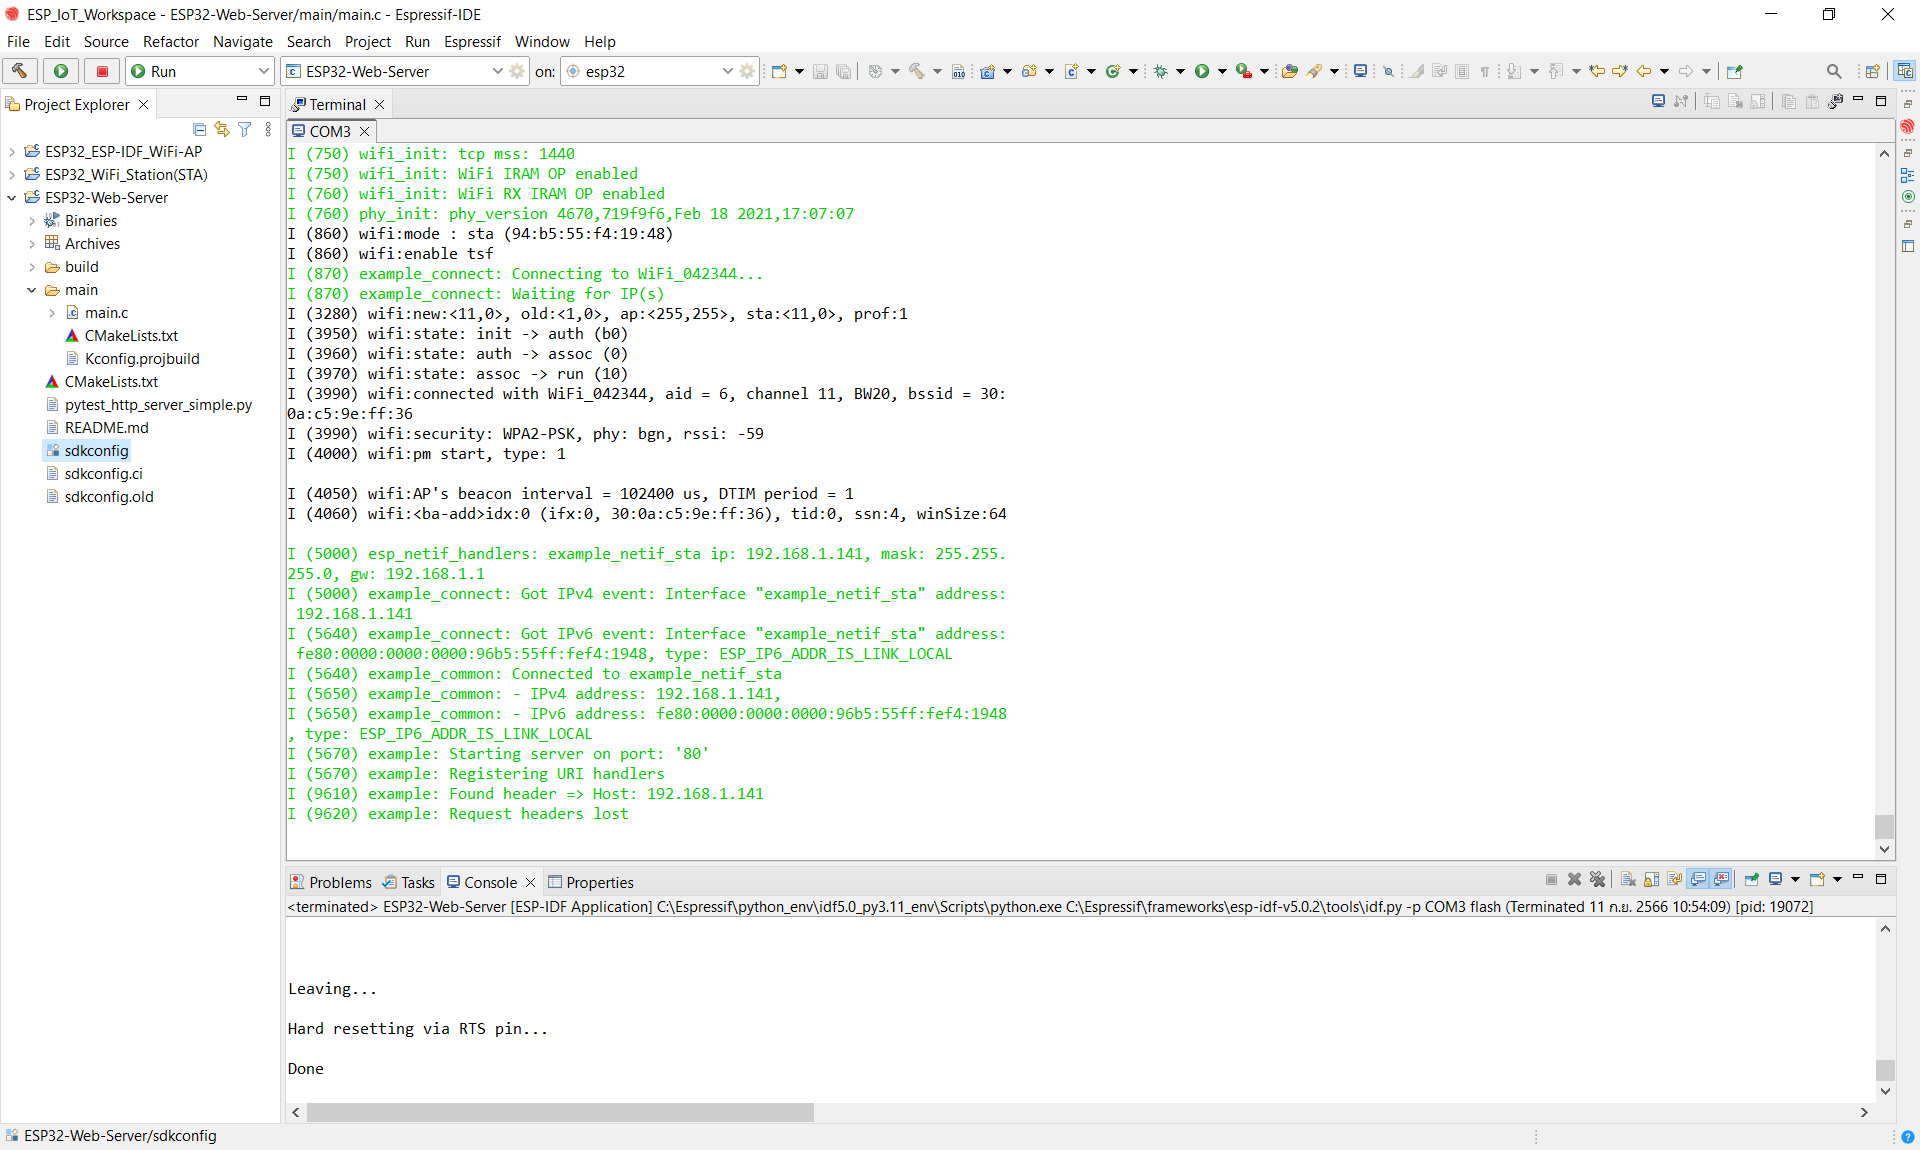 ESP_IoT_Workspace - ESP32-Web-Server/main/main.c - Espressif-IDE
File Edit Source Refactor Navigate Search Project Run Espressif Window Help
Run
ESP32-Web-Server
on:
esp32
Project Explorer
ESP32_ESP-IDF_WiFi-AP
ESP32_WiFi_Station(STA)
ESP32-Web-Server
Binaries
Archives
build
main
main.c
CMakeLists.txt
Kconfig.projbuild
CMakeLists.txt
pytest_http_server_simple.py
README.md
sdkconfig
sdkconfig.ci
sdkconfig.old
Terminal
COM3
I (750) wifi_init: tcp mss: 1440
I (750) wifi_init: WiFi IRAM OP enabled
I (760) wifi_init: WiFi RX IRAM OP enabled
I (760) phy_init: phy_version 4670,719f9f6,Feb 18 2021,17:07:07
I (860) wifi:mode : sta (94:b5:55:f4:19:48)
I (860) wifi:enable tsf
I (870) example_connect: Connecting to WiFi_042344...
I (870) example_connect: Waiting for IP(s)
I (3280) wifi:new:<11,0>, old:<1,0>, ap:<255,255>, sta:<11,0>, prof:1
I (3950) wifi:state: init -> auth (b0)
I (3960) wifi:state: auth -> assoc (0)
I (3970) wifi:state: assoc -> run (10)
I (3990) wifi:connected with WiFi_042344, aid = 6, channel 11, BW20, bssid = 30:
0a:c5:9e:ff:36
I (3990) wifi:security: WPA2-PSK, phy: bgn, rssi: -59
I (4000) wifi:pm start, type: 1
I (4050) wifi:AP's beacon interval = 102400 us, DTIM period = 1
I (4060) wifi:<ba-add>idx:0 (ifx:0, 30:0a:c5:9e:ff:36), tid:0, ssn:4, winSize:64
I (5000) esp_netif_handlers: example_netif_sta ip: 192.168.1.141, mask: 255.255.
255.0, gw: 192.168.1.1
I (5000) example_connect: Got IPv4 event: Interface "example_netif_sta" address:
192.168.1.141
I (5640) example_connect: Got IPv6 event: Interface "example_netif_sta" address:
fe80:0000:0000:0000:96b5:55ff:fef4:1948, type: ESP_IP6_ADDR_IS_LINK_LOCAL
I (5640) example_common: Connected to example_netif_sta
I (5650) example_common: - IPv4 address: 192.168.1.141,
I (5650) example_common: - IPv6 address: fe80:0000:0000:0000:96b5:55ff:fef4:1948
, type: ESP_IP6_ADDR_IS_LINK_LOCAL
I (5670) example: Starting server on port: '80'
I (5670) example: Registering URI handlers
I (9610) example: Found header => Host: 192.168.1.141
I (9620) example: Request headers lost
Problems Tasks Console Properties
<terminated> ESP32-Web-Server [ESP-IDF Application] C:\Espressif\python_env\idf5.0_py3.11_env\Scripts\python.exe C:\Espressif\frameworks\esp-idf-v5.0.2\tools\idf.py -p COM3 flash (Terminated 11 ก.ย. 2566 10:54:09) [pid: 19072]
Leaving...
Hard resetting via RTS pin...
Done
ESP32-Web-Server/sdkconfig